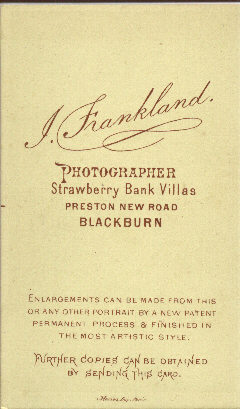 J. Frankland.
PHOTOGRAPHER
Strawberry Bank Villas
PRESTON NEW ROAD
BLACKBURN
ENLARGEMENTS CAN BE MADE FROM THIS
OR ANY OTHER PORTRAIT BY A NEW PATENT
PERMANENT PROCESS & FINISHED IN
THE MOST ARTISTIC STYLE.
FURTHER COPIES CAN BE OBTAINED
BY SENDING THIS CARD.